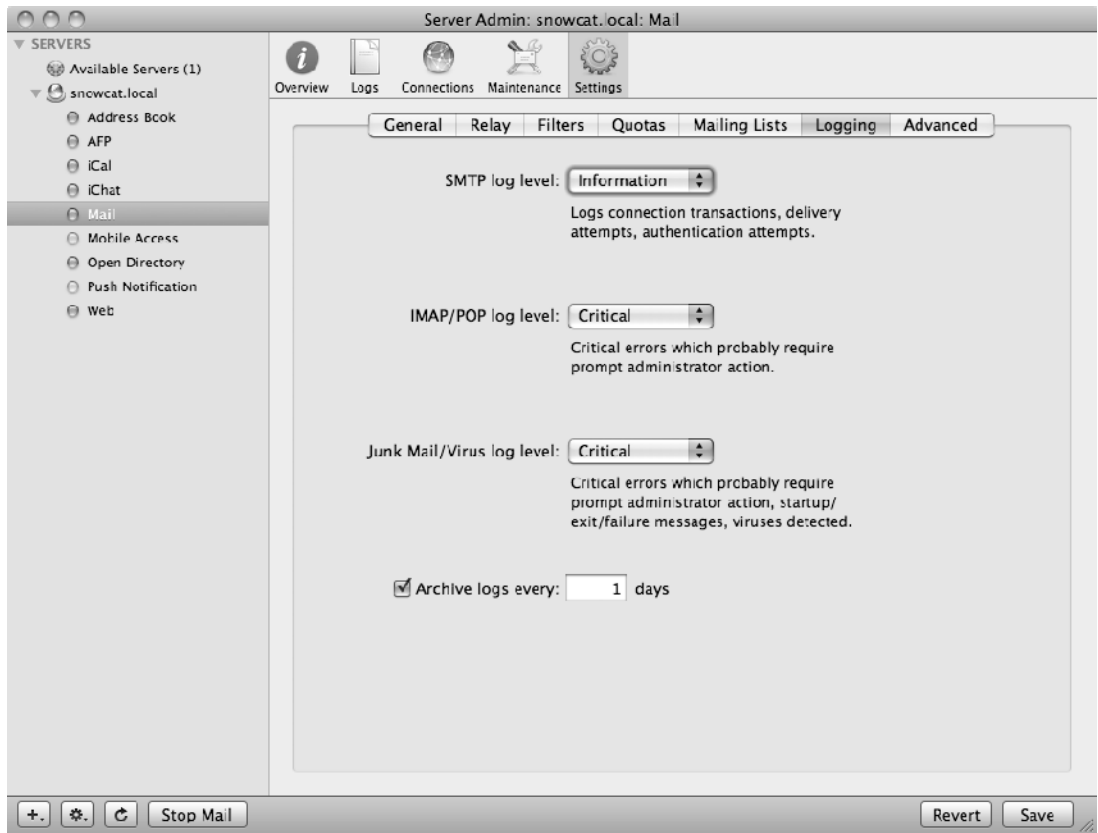 Server Admin: snowcat.local: Mail
SERVERS
Available Servers (1)
snowcat.local
Address Book
AFP
iCal
iChat
Mail
Mobile Access
Open Directory
Push Notification
Web
Overview
Logs
Connections
Maintenance
Settings
General
Relay
Filters
Quotas
Mailing Lists
Logging
Advanced
SMTP log level: Information
Logs connection transactions, delivery
attempts, authentication attempts.
IMAP/POP log level: Critical
Critical errors which probably require
prompt administrator action.
Junk Mail/Virus log level: Critical
Critical errors which probably require
prompt administrator action, startup/
exit/failure messages, viruses detected.
Archive logs every: 1 days
Stop Mail
Revert
Save